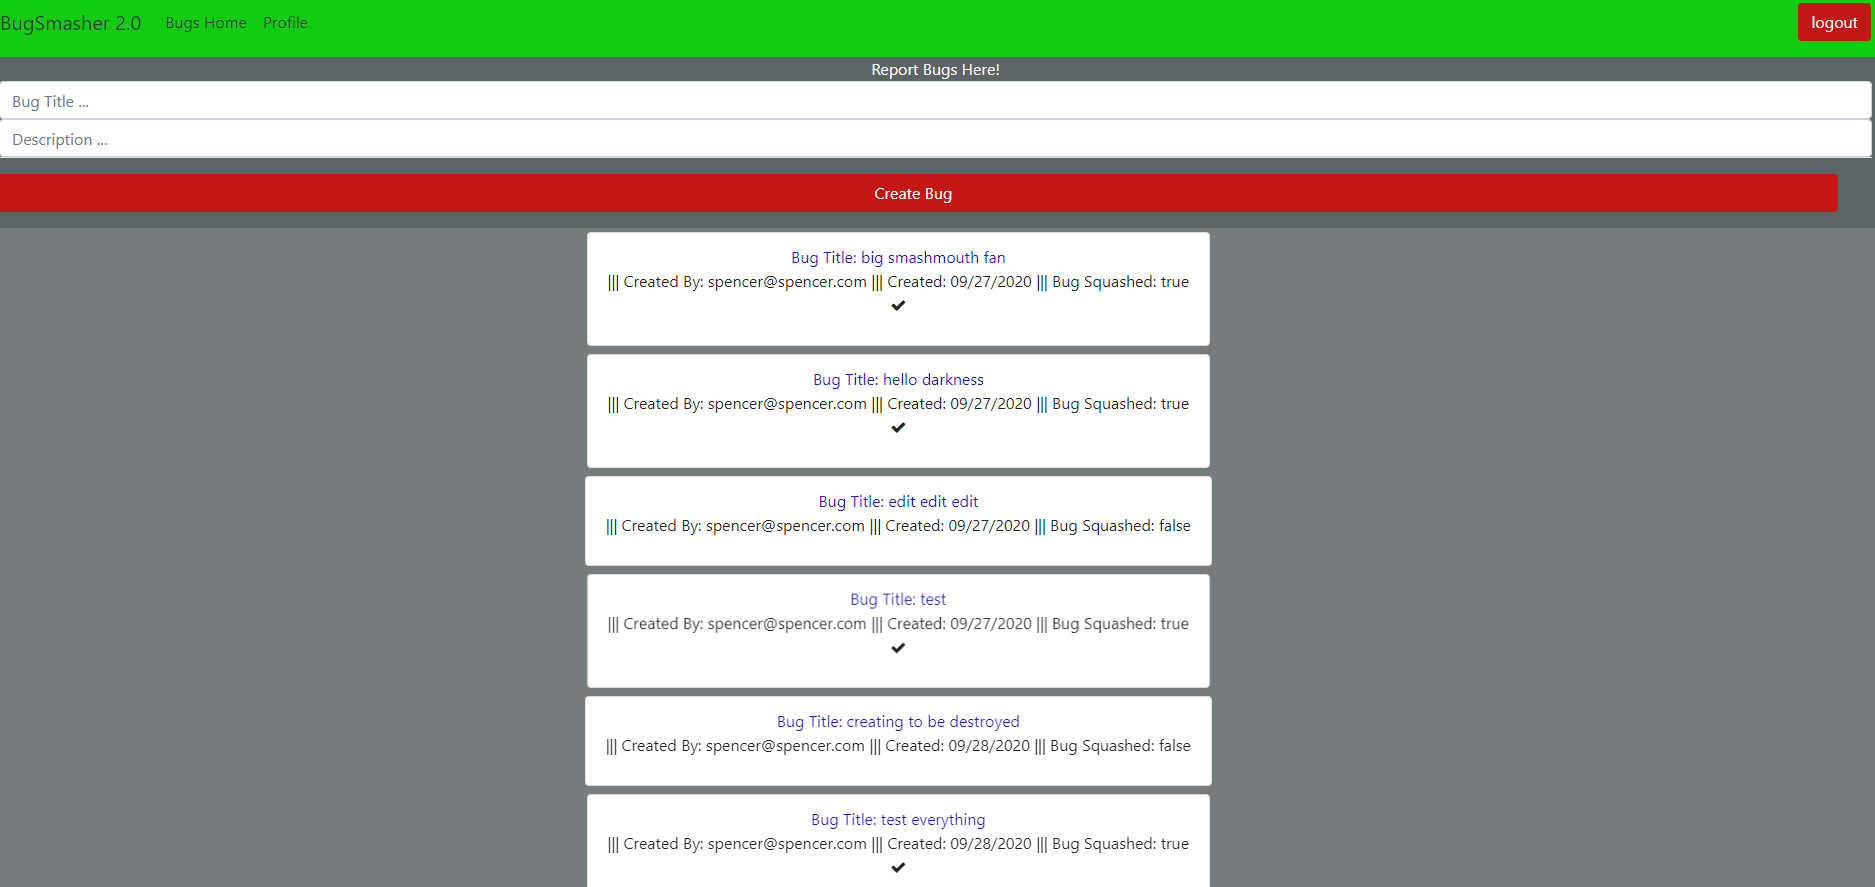 BugSmasher 2.0 Bugs Home Profile logout
Report Bugs Here!
Bug Title ...
Description ...
Create Bug
Bug Title: big smashmouth fan
||| Created By: spencer@spencer.com ||| Created: 09/27/2020 ||| Bug Squashed: true
✔
Bug Title: hello darkness
||| Created By: spencer@spencer.com ||| Created: 09/27/2020 ||| Bug Squashed: true
✔
Bug Title: edit edit edit
||| Created By: spencer@spencer.com ||| Created: 09/27/2020 ||| Bug Squashed: false
Bug Title: test
||| Created By: spencer@spencer.com ||| Created: 09/27/2020 ||| Bug Squashed: true
✔
Bug Title: creating to be destroyed
||| Created By: spencer@spencer.com ||| Created: 09/28/2020 ||| Bug Squashed: false
Bug Title: test everything
||| Created By: spencer@spencer.com ||| Created: 09/28/2020 ||| Bug Squashed: true
✔